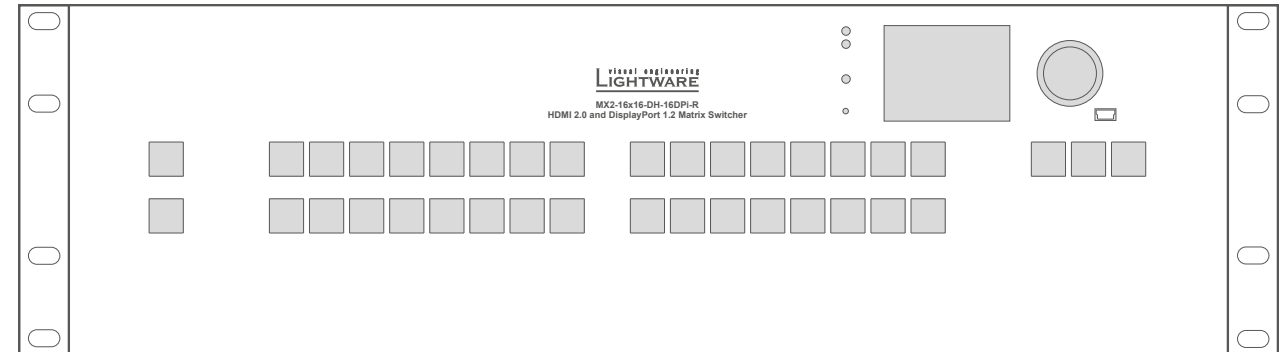 visual engineering
LIGHTWARE
MX2-16x16-DH-16DPi-R
HDMI 2.0 and DisplayPort 1.2 Matrix Switcher